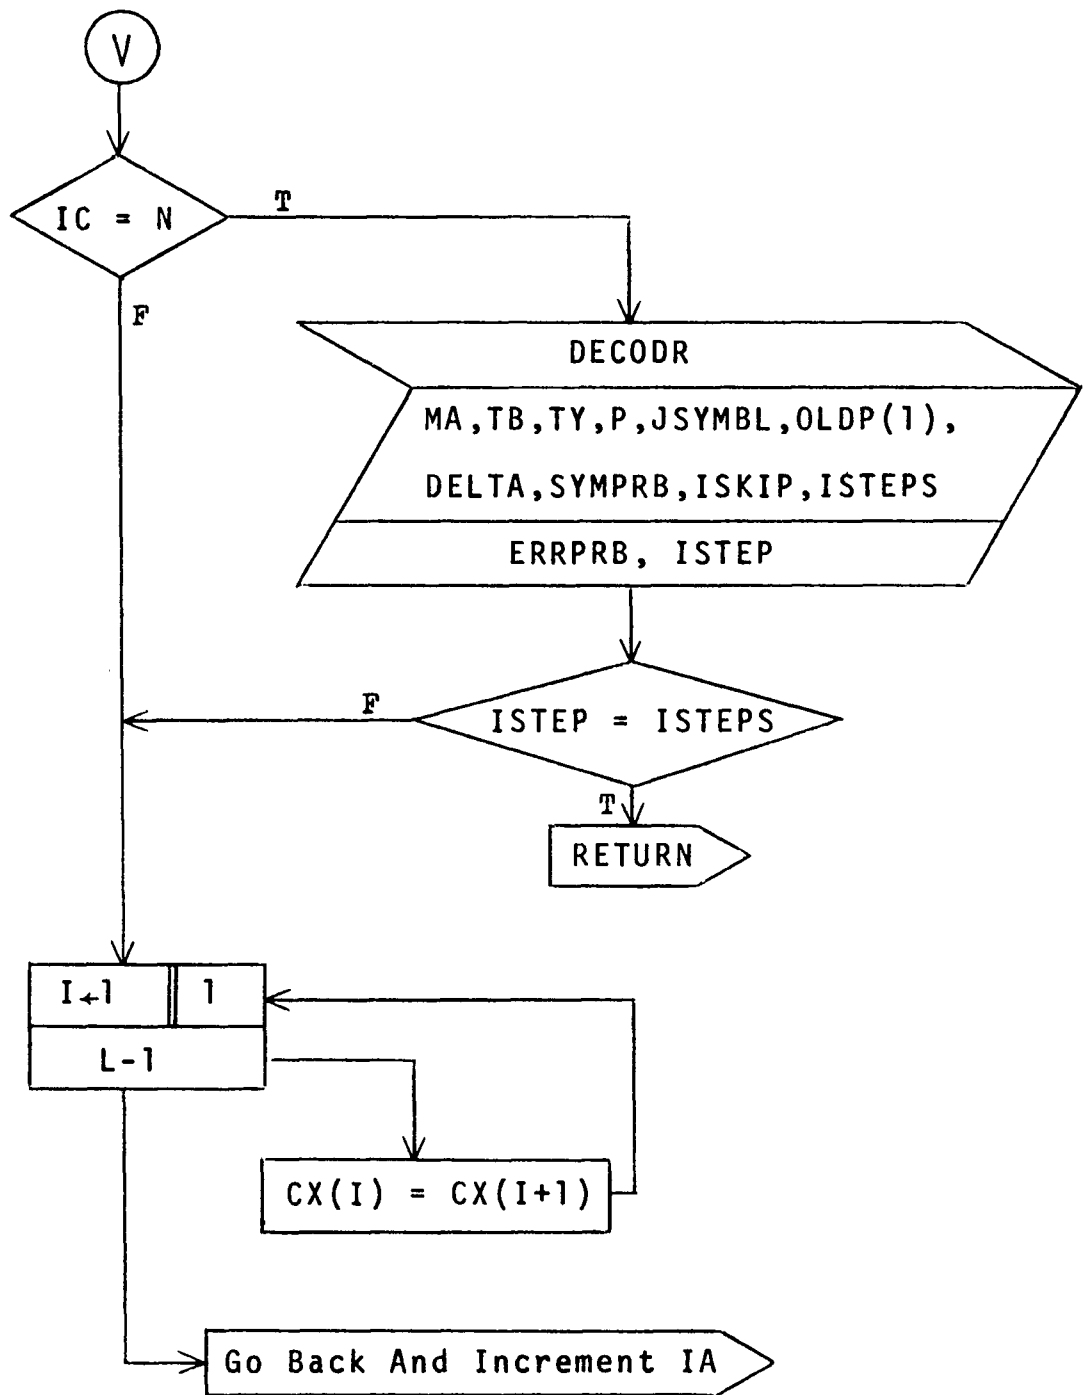 V
IC = N
T
F
DECODR
MA,TB,TY,P,JSYMBL,OLDP(1),
DELTA,SYMPRB,ISKIP,ISTEPS
ERRPRB, ISTEP
F
ISTEP = ISTEPS
T
RETURN
I←1 1
L-1
CX(I) = CX(I+1)
Go Back And Increment IA